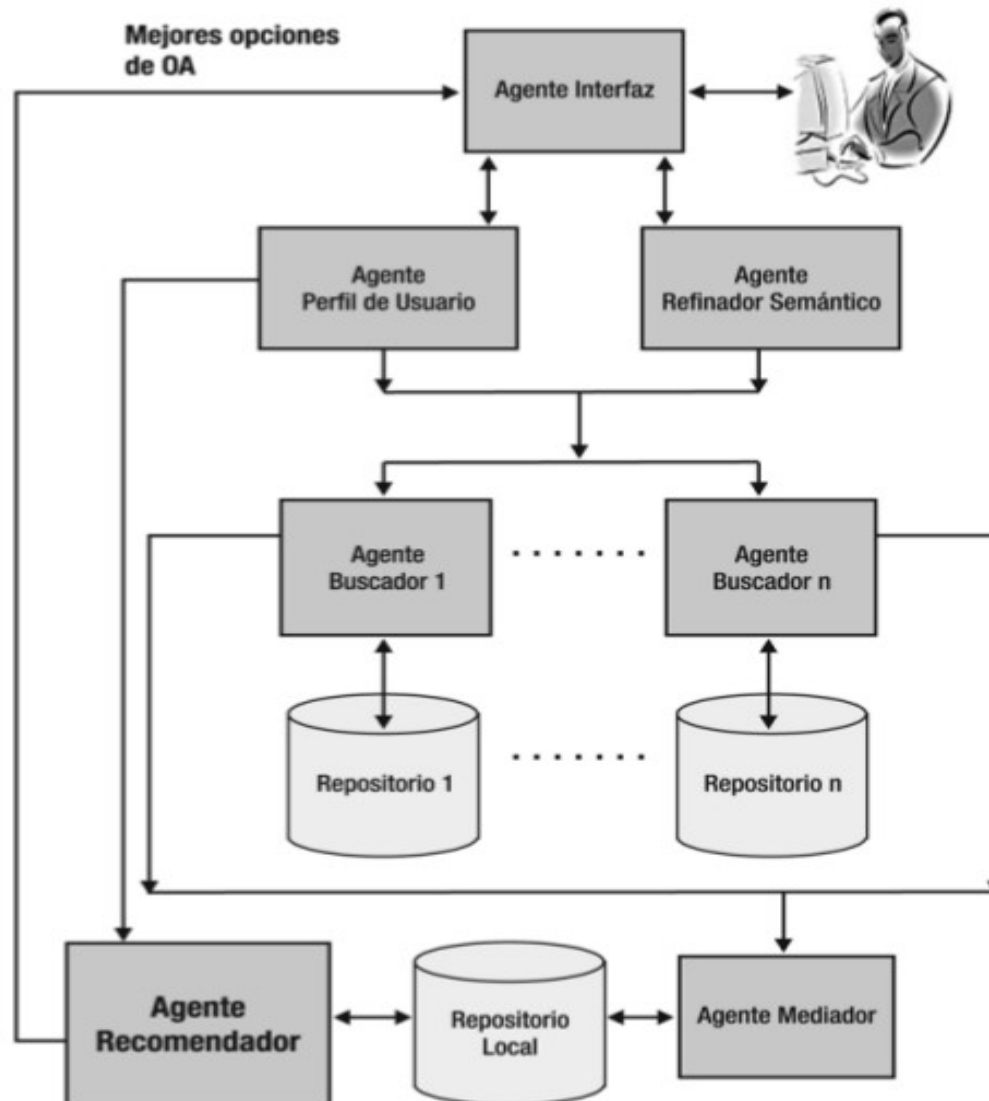 Mejores opciones
de OA
Agente Interfaz
Agente
Perfil de Usuario
Agente
Refinador Semántico
Agente
Buscador 1
Agente
Buscador n
Repositorio 1
Repositorio n
Agente
Recomendador
Repositorio
Local
Agente Mediador